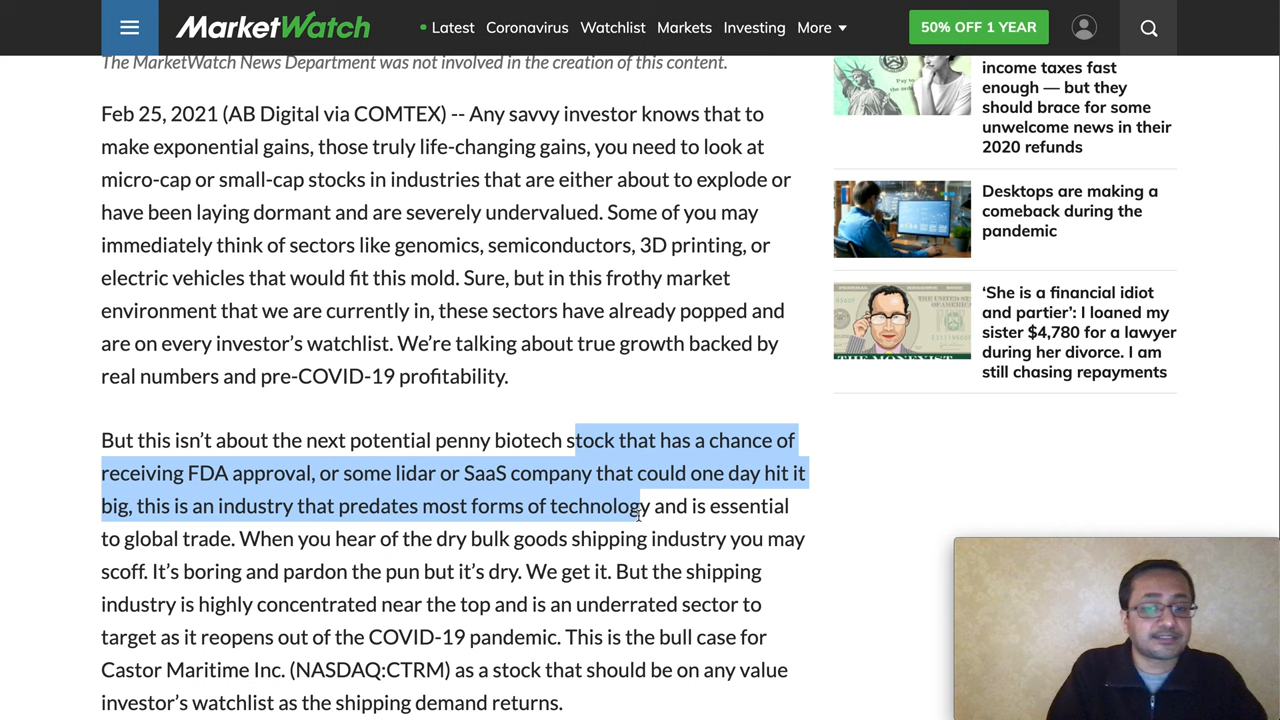 MarketWatch
Latest Coronavirus Watchlist Markets Investing More
50% OFF 1 YEAR
The MarketWatch News Department was not involved in the creation of this content.
Feb 25, 2021 (AB Digital via COMTEX) -- Any savvy investor knows that to
make exponential gains, those truly life-changing gains, you need to look at
micro-cap or small-cap stocks in industries that are either about to explode or
have been laying dormant and are severely undervalued. Some of you may
immediately think of sectors like genomics, semiconductors, 3D printing, or
electric vehicles that would fit this mold. Sure, but in this frothy market
environment that we are currently in, these sectors have already popped and
are on every investor’s watchlist. We’re talking about true growth backed by
real numbers and pre-COVID-19 profitability.
But this isn’t about the next potential penny biotech stock that has a chance of
receiving FDA approval, or some lidar or SaaS company that could one day hit it
big, this is an industry that predates most forms of technology and is essential
to global trade. When you hear of the dry bulk goods shipping industry you may
scoff. It’s boring and pardon the pun but it’s dry. We get it. But the shipping
industry is highly concentrated near the top and is an underrated sector to
target as it reopens out of the COVID-19 pandemic. This is the bull case for
Castor Maritime Inc. (NASDAQ:CTRM) as a stock that should be on any value
investor’s watchlist as the shipping demand returns.
income taxes fast
enough — but they
should brace for some
unwelcome news in their
2020 refunds
Desktops are making a
comeback during the
pandemic
‘She is a financial idiot
and partier’: I loaned my
sister $4,780 for a lawyer
during her divorce. I am
still chasing repayments
THE MONEYIST